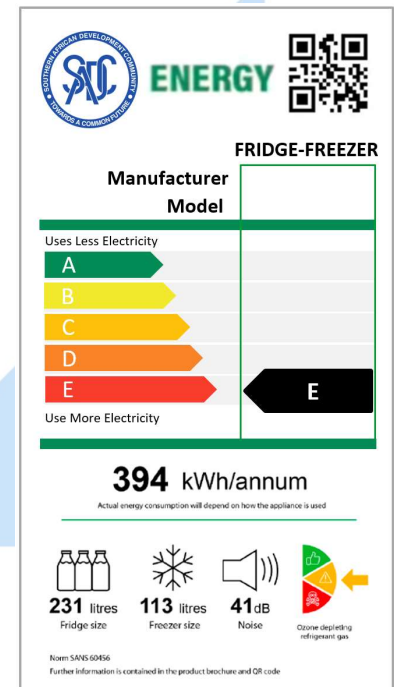 SOUTHERN AFRICAN DEVELOPMENT COMMUNITY
SADC
TOWARDS A COMMON FUTURE
ENERGY
FRIDGE-FREEZER
Manufacturer
Model
Uses Less Electricity
A
B
C
D
E
E
Use More Electricity
394 kWh/annum
Actual energy consumption will depend on how the appliance is used
231 litres
Fridge size
113 litres
Freezer size
41dB
Noise
Ozone depleting
refrigerant gas
Norm SANS 60456
Further information is contained in the product brochure and QR code